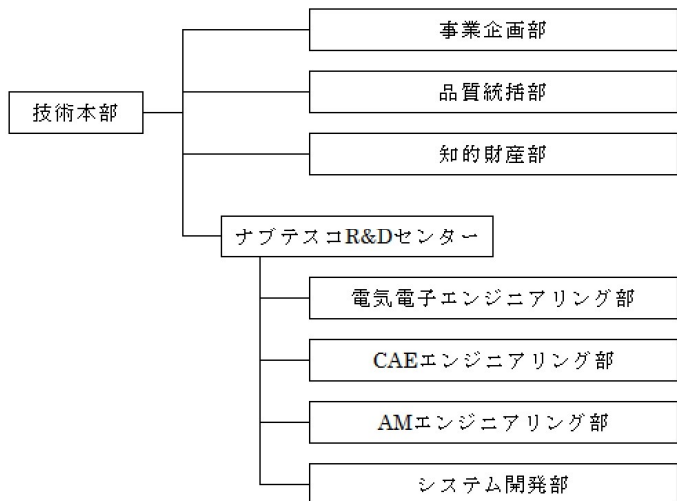 技術本部
事業企画部
品質統括部
知的財産部
ナブテスコR&Dセンター
電気電子エンジニアリング部
CAEエンジニアリング部
AMエンジニアリング部
システム開発部